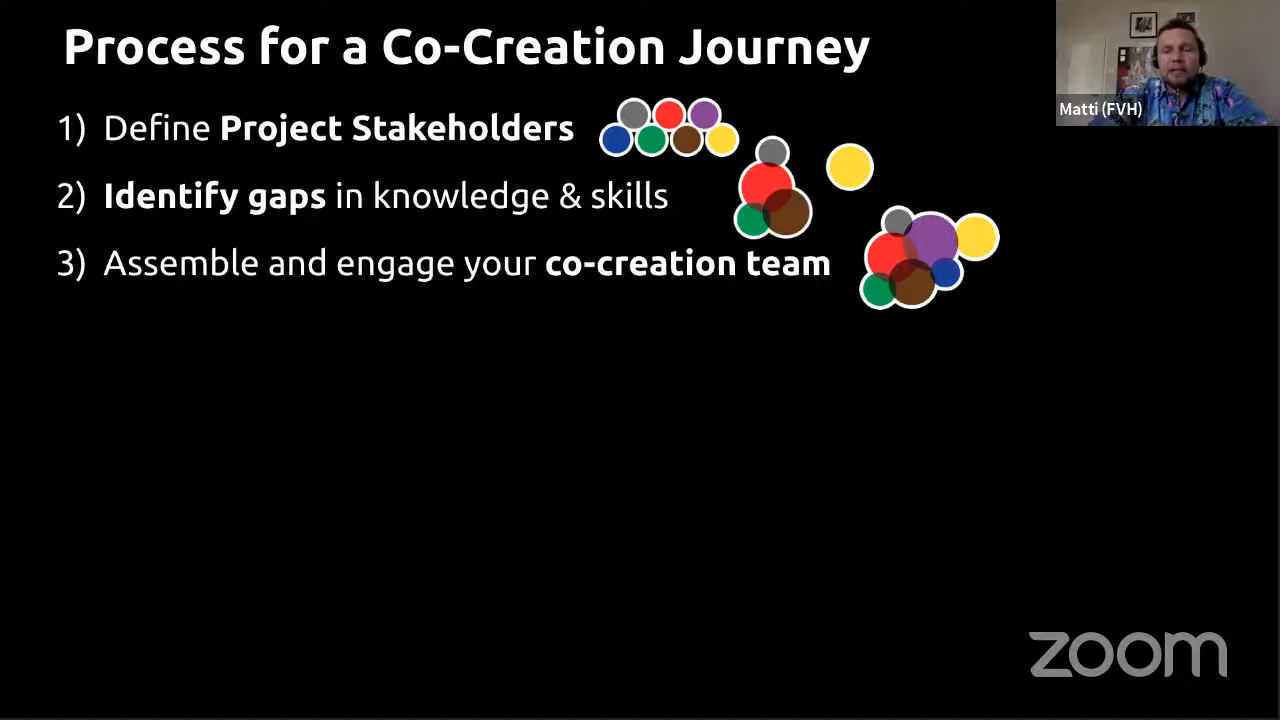 Process for a Co-Creation Journey
Matti (FVH)
1) Define Project Stakeholders
2) Identify gaps in knowledge & skills
3) Assemble and engage your co-creation team
zoom